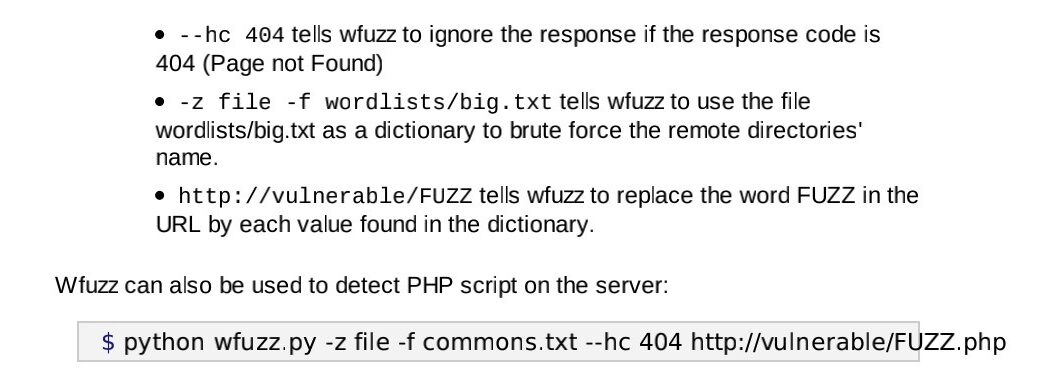 • --hc 404 tells wfuzz to ignore the response if the response code is
404 (Page not Found)
• -z file -f wordlists/big.txt tells wfuzz to use the file
wordlists/big.txt as a dictionary to brute force the remote directories'
name.
• http://vulnerable/FUZZ tells wfuzz to replace the word FUZZ in the
URL by each value found in the dictionary.
Wfuzz can also be used to detect PHP script on the server:
$ python wfuzz.py -z file -f commons.txt --hc 404 http://vulnerable/FUZZ.php